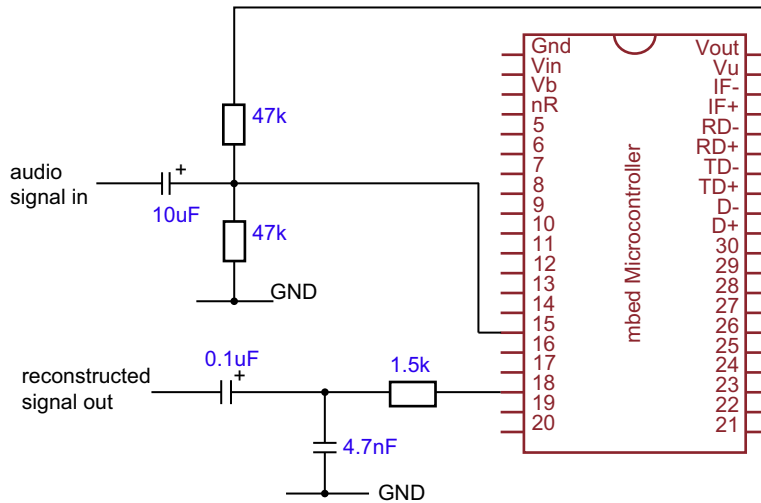 audio
signal in
10uF
+
47k
47k
GND
reconstructed
signal out
0.1uF
+
1.5k
4.7nF
GND
mbed Microcontroller
Gnd
Vin
Vb
nR
5
6
7
8
9
10
11
12
13
14
15
16
17
18
19
20
Vout
Vu
IF-
IF+
RD-
RD+
TD-
TD+
D-
D+
30
29
28
27
26
25
24
23
22
21